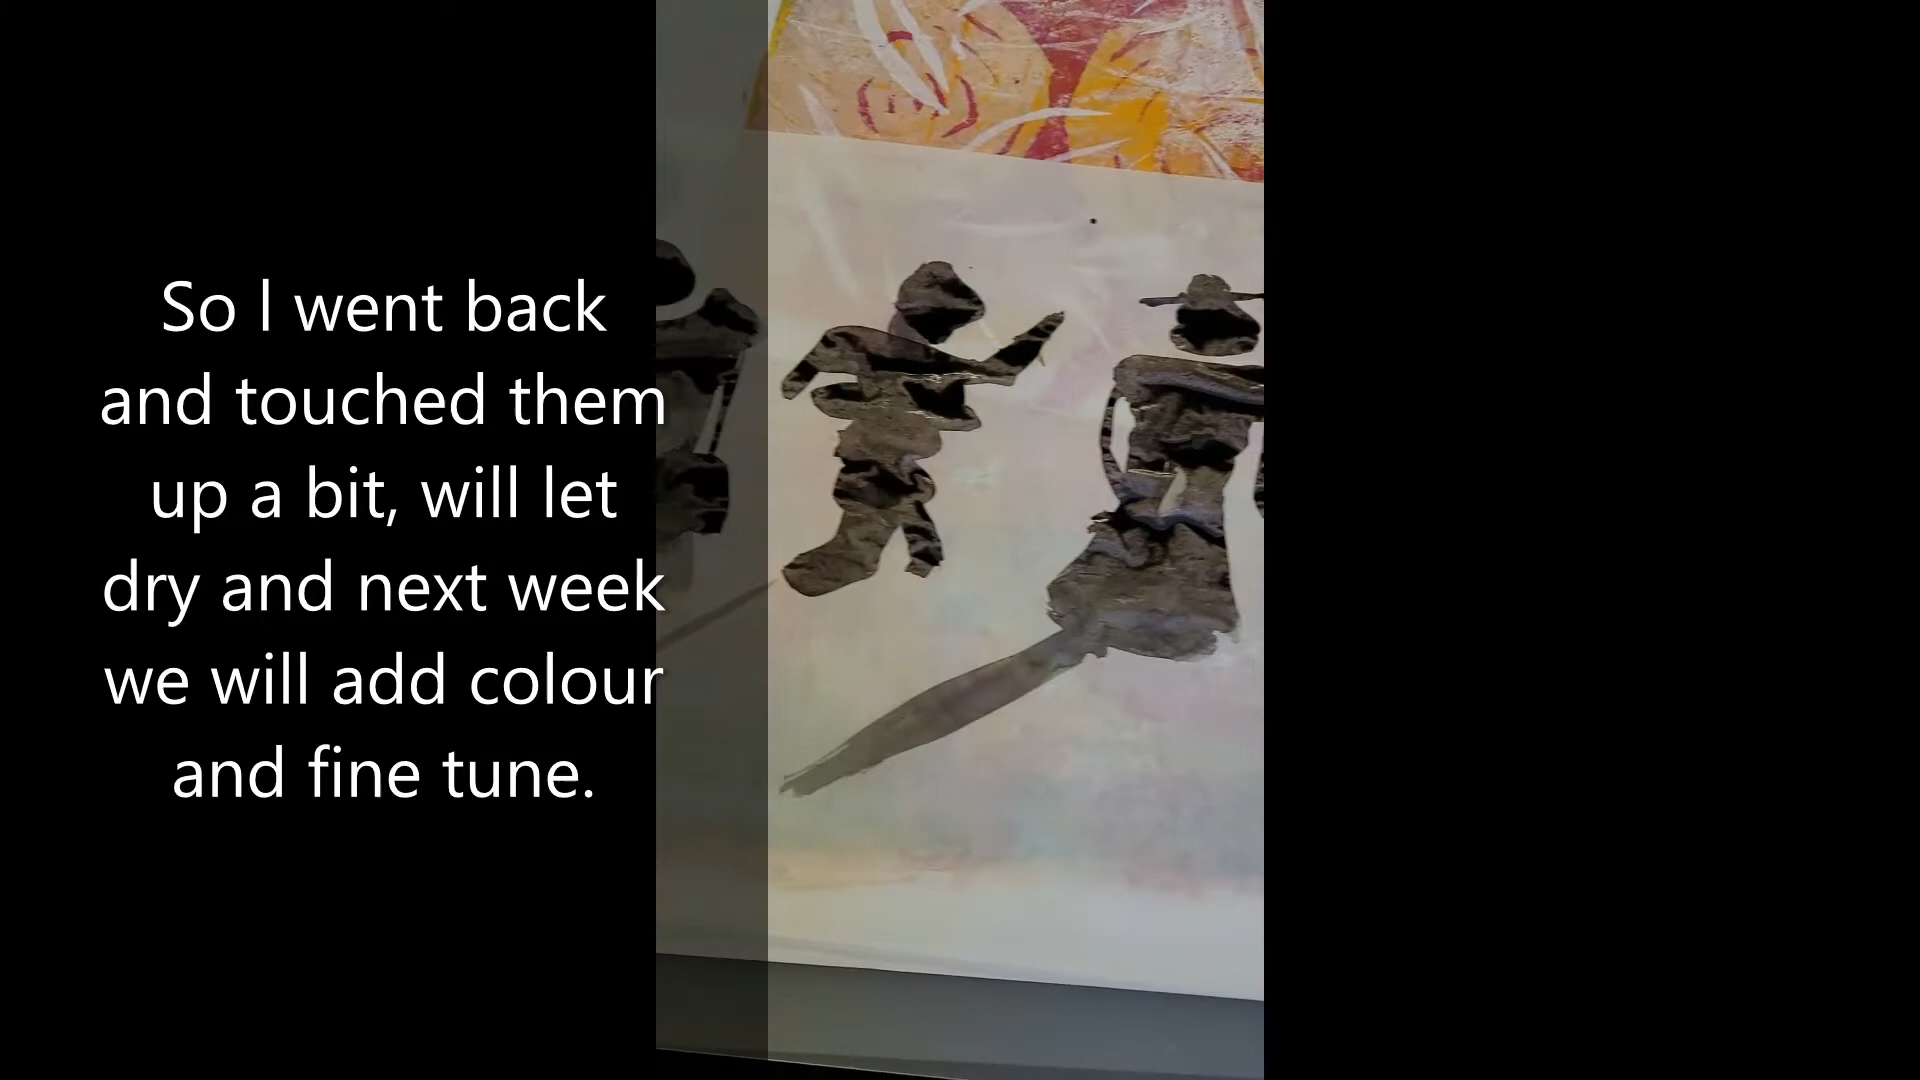 So I went back
and touched them
up a bit, will let
dry and next week
we will add colour
and fine tune.